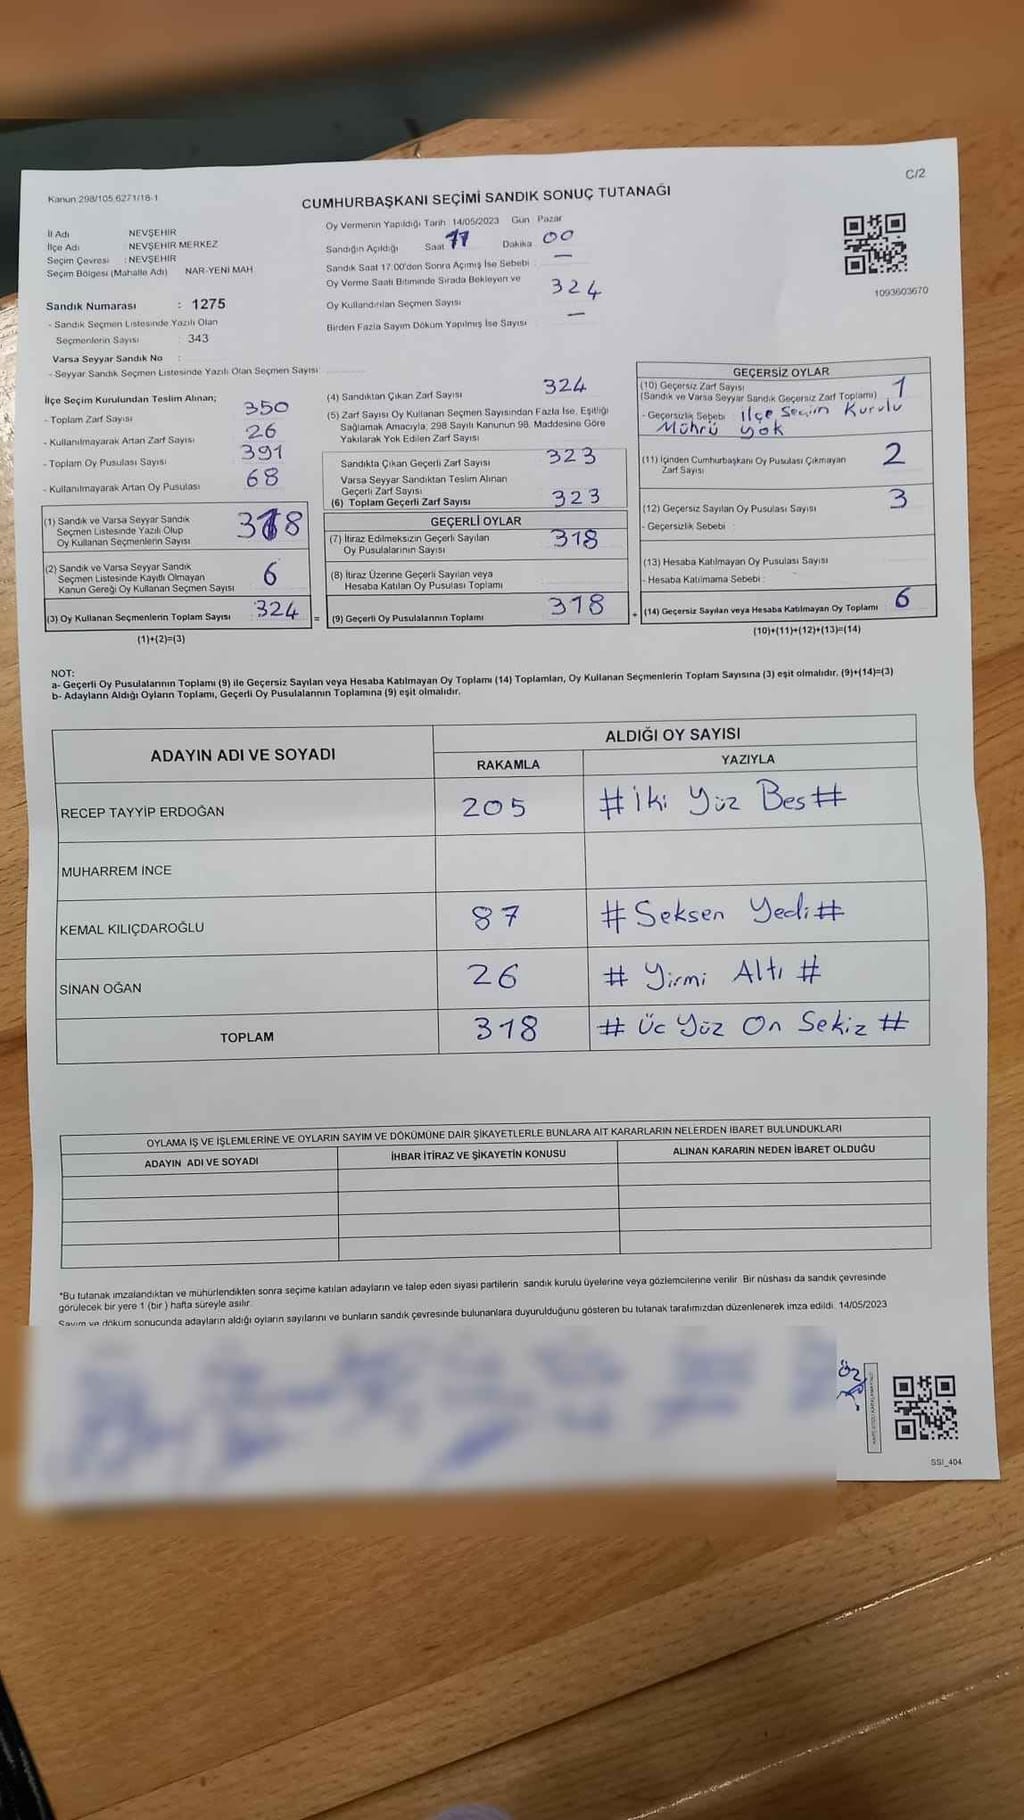 Kanun 298/105,6271/18-1
C/2
CUMHURBAŞKANI SEÇİMİ SANDIK SONUÇ TUTANAĞI
İl Adı NEVŞEHİR
İlçe Adı NEVŞEHİR MERKEZ
Seçim Çevresi : NEVŞEHİR
Seçim Bölgesi (Mahalle Adı) NAR-YENİ MAH
Sandık Numarası : 1275
- Sandık Seçmen Listesinde Yazılı Olan
Seçmenlerin Sayısı : 343
Varsa Seyyar Sandık No :
- Seyyar Sandık Seçmen Listesinde Yazılı Olan Seçmen Sayısı:
Oy Vermenin Yapıldığı Tarih 14/05/2023 Gün Pazar
Sandığın Açıldığı Saat 17 Dakika 00
Sandık Saat 17:00'den Sonra Açımış İse Sebebi : —
Oy Verme Saati Bitiminde Sırada Bekleyen ve
Oy Kullandırılan Seçmen Sayısı 324
Birden Fazla Sayım Döküm Yapılmış İse Sayısı —
1093603670
İlçe Seçim Kurulundan Teslim Alınan;
- Toplam Zarf Sayısı 350
- Kullanılmayarak Artan Zarf Sayısı 26
- Toplam Oy Pusulası Sayısı 391
- Kullanılmayarak Artan Oy Pusulası 68
(1) Sandık ve Varsa Seyyar Sandık
Seçmen Listesinde Yazılı Olup
Oy Kullanan Seçmenlerin Sayısı 318
(2) Sandık ve Varsa Seyyar Sandık
Seçmen Listesinde Kayıtlı Olmayan
Kanun Gereği Oy Kullanan Seçmen Sayısı 6
(3) Oy Kullanan Seçmenlerin Toplam Sayısı 324 =
(1)+(2)=(3)
(4) Sandıktan Çıkan Zarf Sayısı 324
(5) Zarf Sayısı Oy Kullanan Seçmen Sayısından Fazla İse, Eşitliği
Sağlamak Amacıyla; 298 Sayılı Kanunun 98. Maddesine Göre
Yakılarak Yok Edilen Zarf Sayısı
Sandıkta Çıkan Geçerli Zarf Sayısı 323
Varsa Seyyar Sandıktan Teslim Alınan
Geçerli Zarf Sayısı
(6) Toplam Geçerli Zarf Sayısı 323
GEÇERLİ OYLAR
(7) İtiraz Edilmeksizin Geçerli Sayılan
Oy Pusulalarının Sayısı 318
(8) İtiraz Üzerine Geçerli Sayılan veya
Hesaba Katılan Oy Pusulası Toplamı
(9) Geçerli Oy Pusulalarının Toplamı 318 +
GEÇERSİZ OYLAR
(10) Geçersiz Zarf Sayısı 1
(Sandık ve Varsa Seyyar Sandık Geçersiz Zarf Toplamı)
- Geçersizlik Sebebi : İlçe Seçim Kurulu
Mührü yok
(11) İçinden Cumhurbaşkanı Oy Pusulası Çıkmayan
Zarf Sayısı 2
(12) Geçersiz Sayılan Oy Pusulası Sayısı 3
- Geçersizlik Sebebi :
(13) Hesaba Katılmayan Oy Pusulası Sayısı
- Hesaba Katılmama Sebebi :
(14) Geçersiz Sayılan veya Hesaba Katılmayan Oy Toplamı 6
(10)+(11)+(12)+(13)=(14)
NOT:
a- Geçerli Oy Pusulalarının Toplamı (9) ile Geçersiz Sayılan veya Hesaba Katılmayan Oy Toplamı (14) Toplamları, Oy Kullanan Seçmenlerin Toplam Sayısına (3) eşit olmalıdır. (9)+(14)=(3)
b- Adayların Aldığı Oyların Toplamı, Geçerli Oy Pusulalarının Toplamına (9) eşit olmalıdır.
ADAYIN ADI VE SOYADI
ALDIĞI OY SAYISI
RAKAMLA YAZIYLA
RECEP TAYYİP ERDOĞAN 205 #İki Yüz Bes#
MUHARREM İNCE
KEMAL KILIÇDAROĞLU 87 #Seksen Yedi#
SİNAN OĞAN 26 # Yirmi Altı #
TOPLAM 318 # Üc Yüz On Sekiz #
OYLAMA İŞ VE İŞLEMLERİNE VE OYLARIN SAYIM VE DÖKÜMÜNE DAİR ŞİKAYETLERLE BUNLARA AİT KARARLARIN NELERDEN İBARET BULUNDUKLARI
ADAYIN ADI VE SOYADI İHBAR İTİRAZ VE ŞİKAYETİN KONUSU ALINAN KARARIN NEDEN İBARET OLDUĞU
*Bu tutanak imzalandıktan ve mühürlendikten sonra seçime katılan adayların ve talep eden siyasi partilerin sandık kurulu üyelerine veya gözlemcilerine verilir. Bir nüshası da sandık çevresinde
görülecek bir yere 1 (bir) hafta süreyle asılır.
Sayım ve döküm sonucunda adayların aldığı oyların sayılarını ve bunların sandık çevresinde bulunanlara duyurulduğunu gösteren bu tutanak tarafımızdan düzenlenerek imza edildi. 14/05/2023
SSI_404